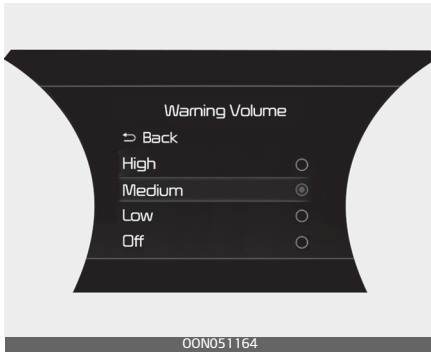 Warning Volume
⮌ Back
High
Medium
Low
Off
OON051164